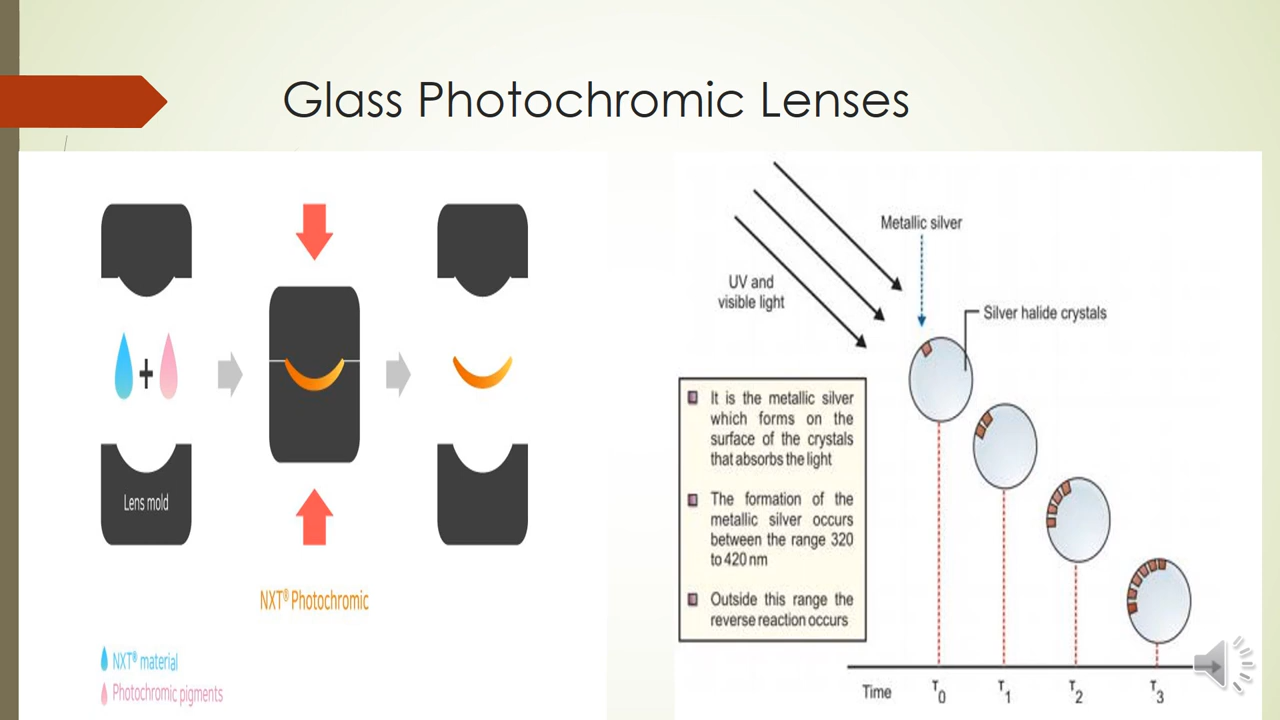 Glass Photochromic Lenses
+
Lens mold
NXT® Photochromic
NXT® material
Photochromic pigments
Metallic silver
UV and
visible light
Silver halide crystals
It is the metallic silver
which forms on the
surface of the crystals
that absorbs the light
The formation of the
metallic silver occurs
between the range 320
to 420 nm
Outside this range the
reverse reaction occurs
Time T0 T1 T2 T3